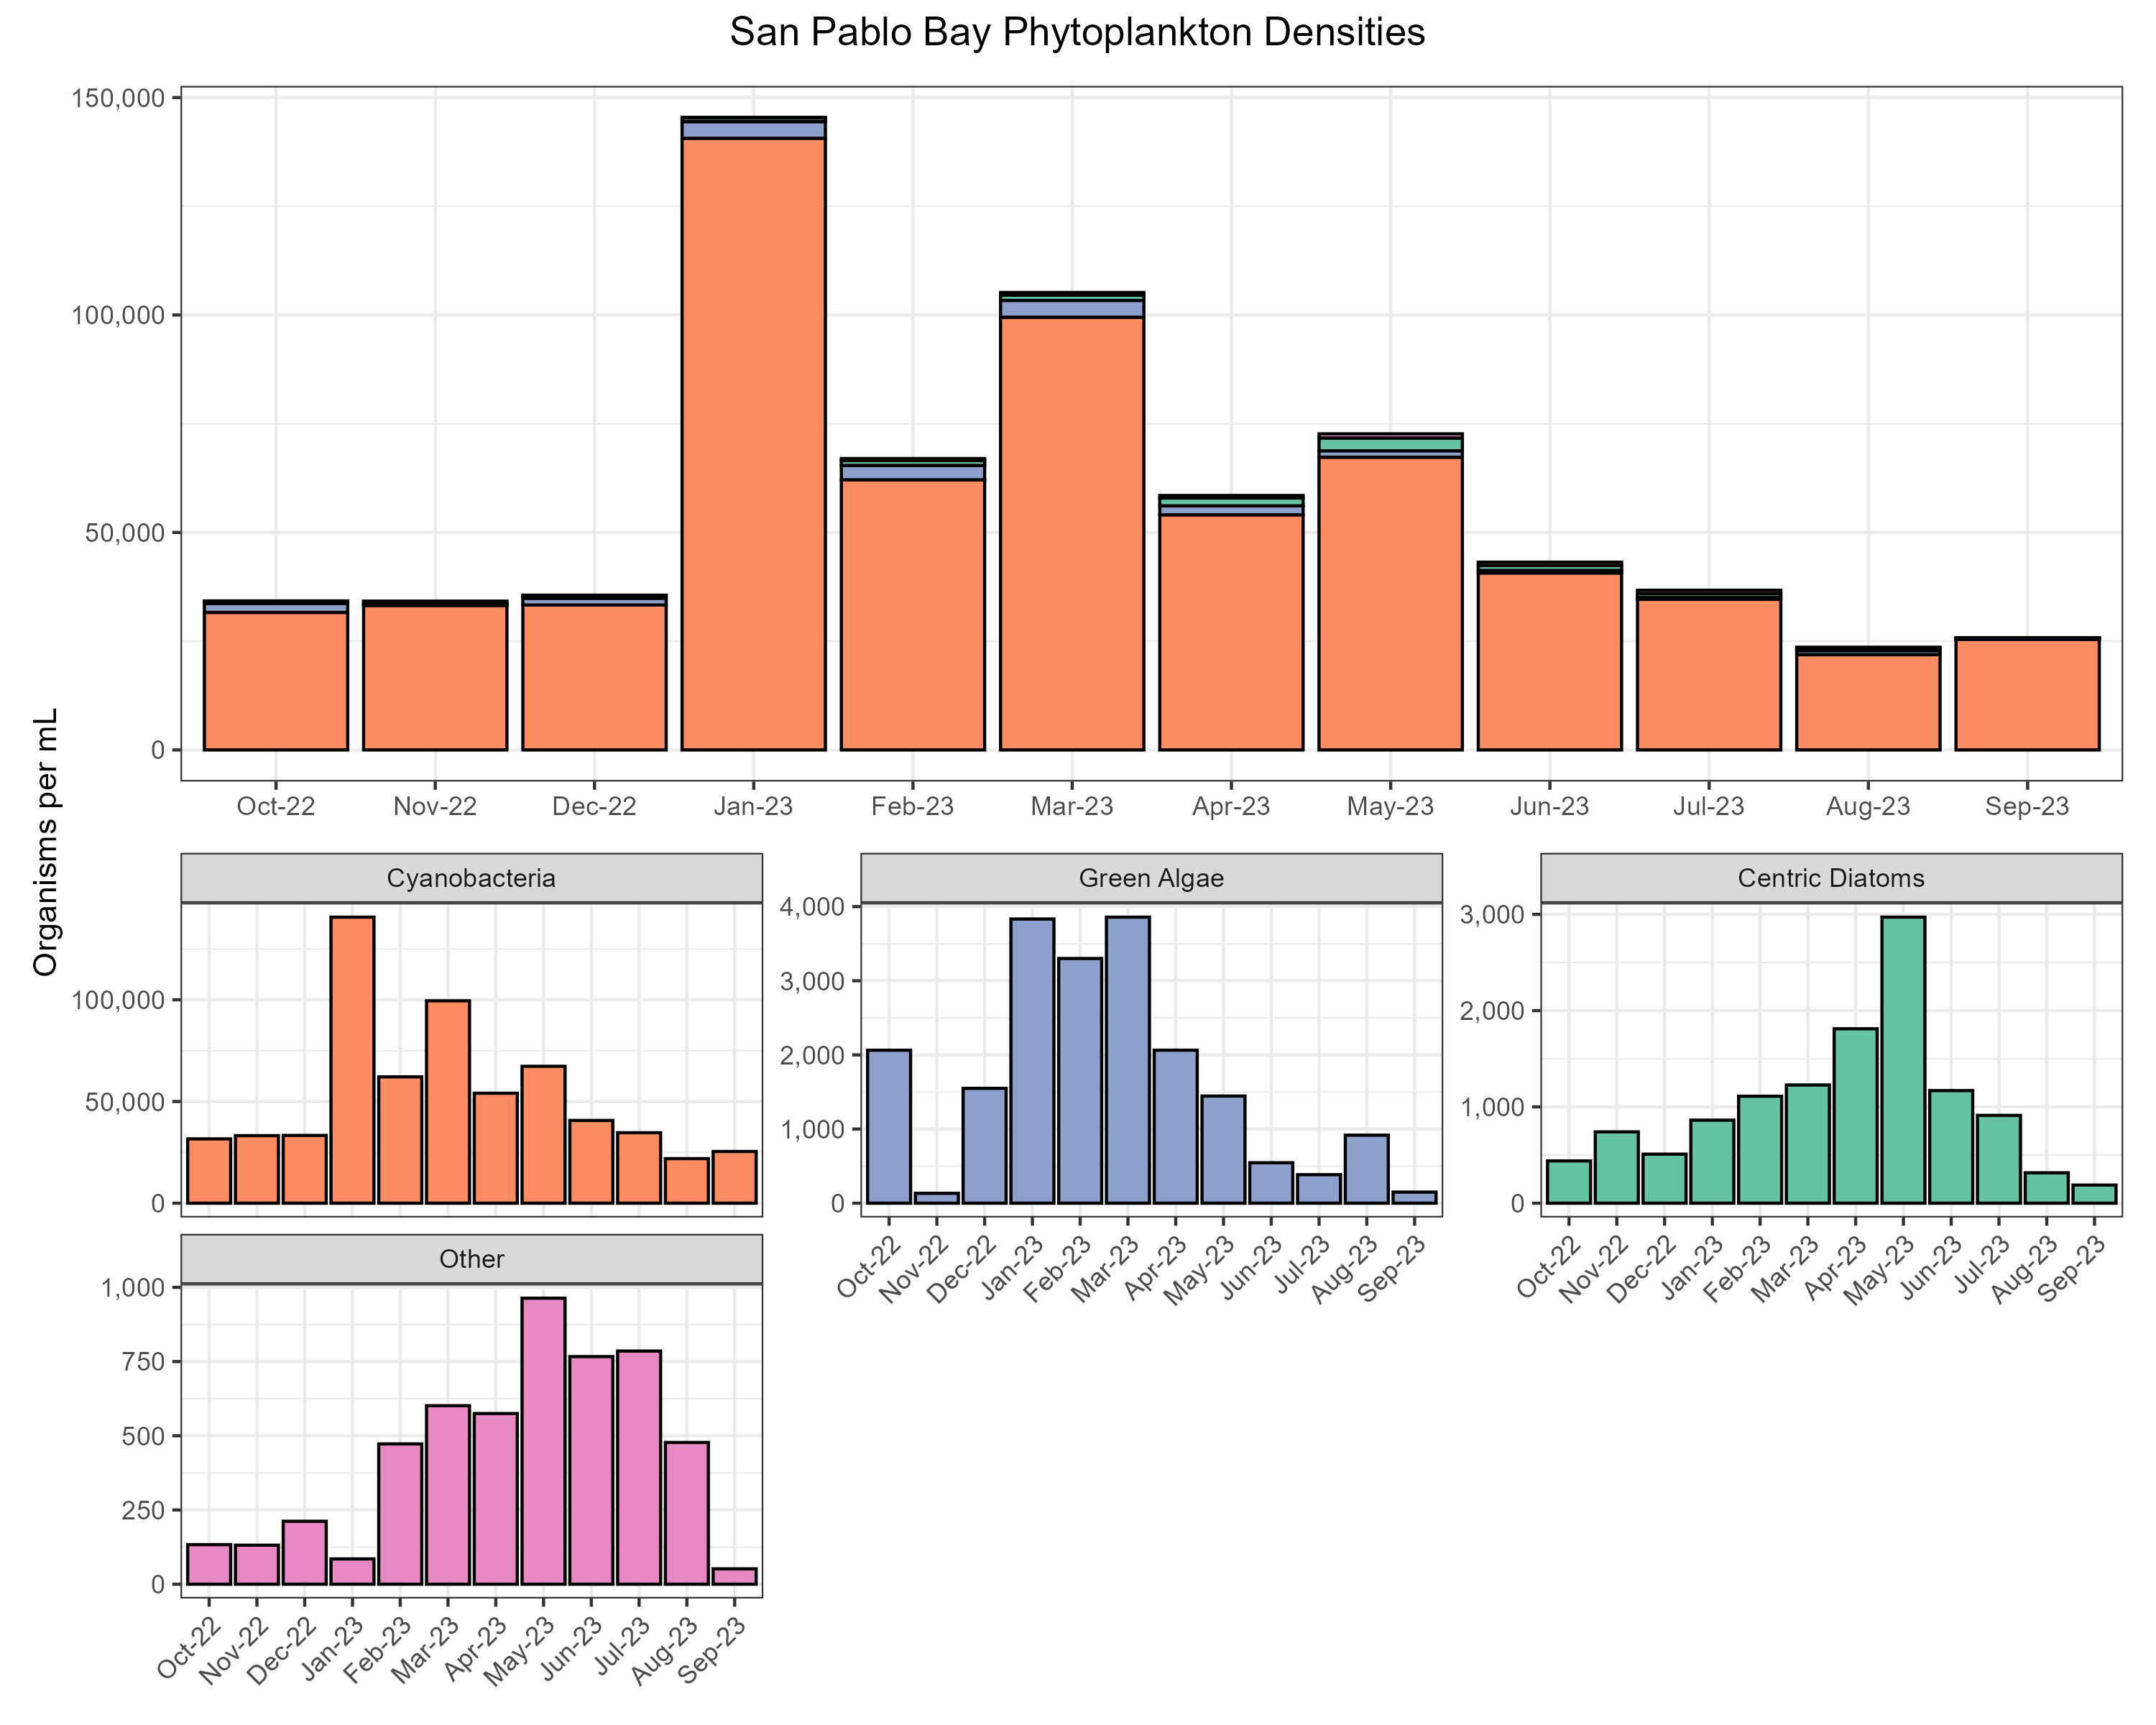 San Pablo Bay Phytoplankton Densities
Organisms per mL
150,000
100,000
50,000
0
Oct-22 Nov-22 Dec-22 Jan-23 Feb-23 Mar-23 Apr-23 May-23 Jun-23 Jul-23 Aug-23 Sep-23
Cyanobacteria
100,000
50,000
0
Green Algae
4,000
3,000
2,000
1,000
0
Oct-22 Nov-22 Dec-22 Jan-23 Feb-23 Mar-23 Apr-23 May-23 Jun-23 Jul-23 Aug-23 Sep-23
Centric Diatoms
3,000
2,000
1,000
0
Oct-22 Nov-22 Dec-22 Jan-23 Feb-23 Mar-23 Apr-23 May-23 Jun-23 Jul-23 Aug-23 Sep-23
Other
1,000
750
500
250
0
Oct-22 Nov-22 Dec-22 Jan-23 Feb-23 Mar-23 Apr-23 May-23 Jun-23 Jul-23 Aug-23 Sep-23